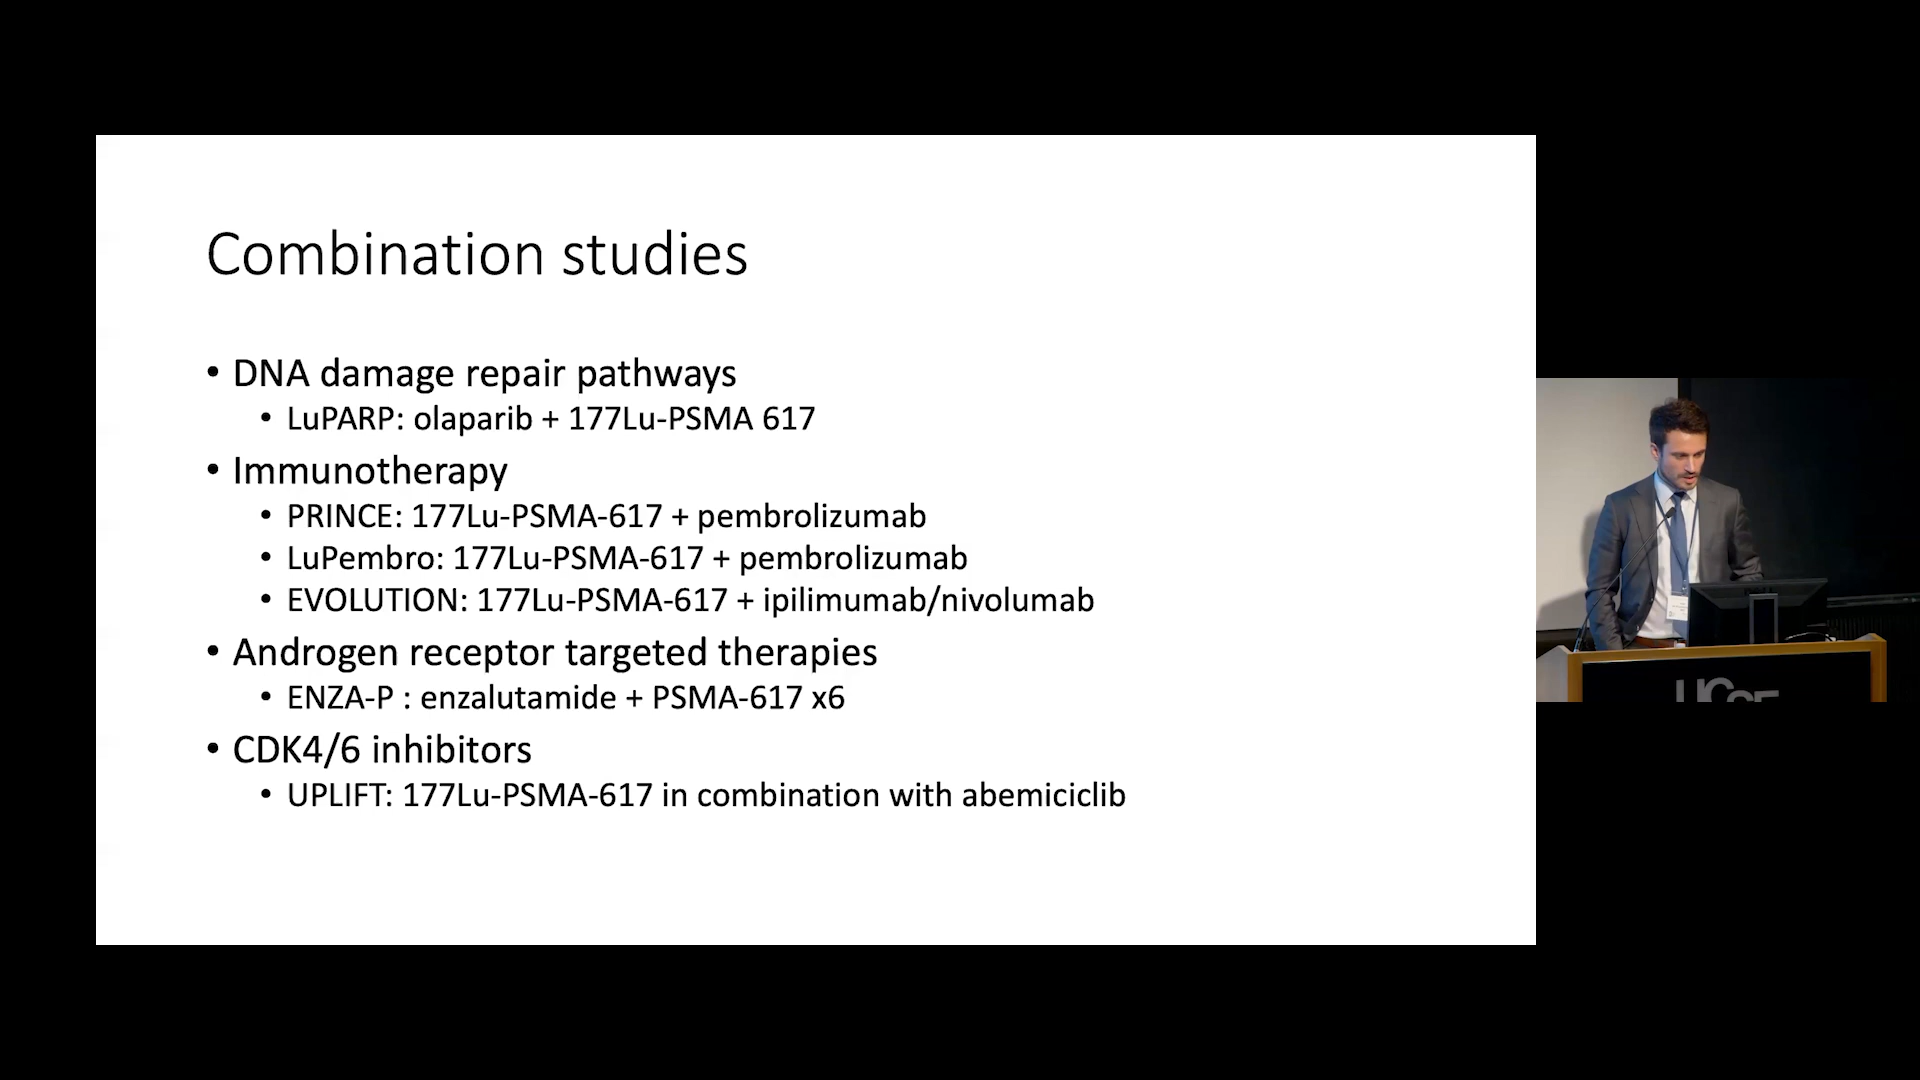 Combination studies
• DNA damage repair pathways
• LuPARP: olaparib + 177Lu-PSMA 617
• Immunotherapy
• PRINCE: 177Lu-PSMA-617 + pembrolizumab
• LuPembro: 177Lu-PSMA-617 + pembrolizumab
• EVOLUTION: 177Lu-PSMA-617 + ipilimumab/nivolumab
• Androgen receptor targeted therapies
• ENZA-P : enzalutamide + PSMA-617 x6
• CDK4/6 inhibitors
• UPLIFT: 177Lu-PSMA-617 in combination with abemiciclib
UCSF